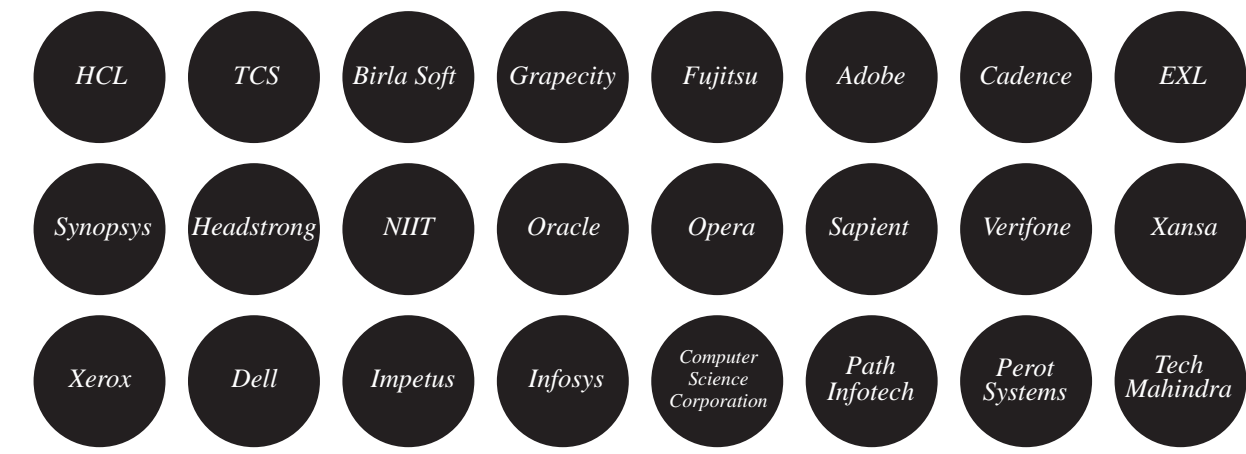 HCL
TCS
Birla Soft
Grapecity
Fujitsu
Adobe
Cadence
EXL
Synopsys
Headstrong
NIIT
Oracle
Opera
Sapient
Verifone
Xansa
Xerox
Dell
Impetus
Infosys
Computer
Science
Corporation
Path
Infotech
Perot
Systems
Tech
Mahindra